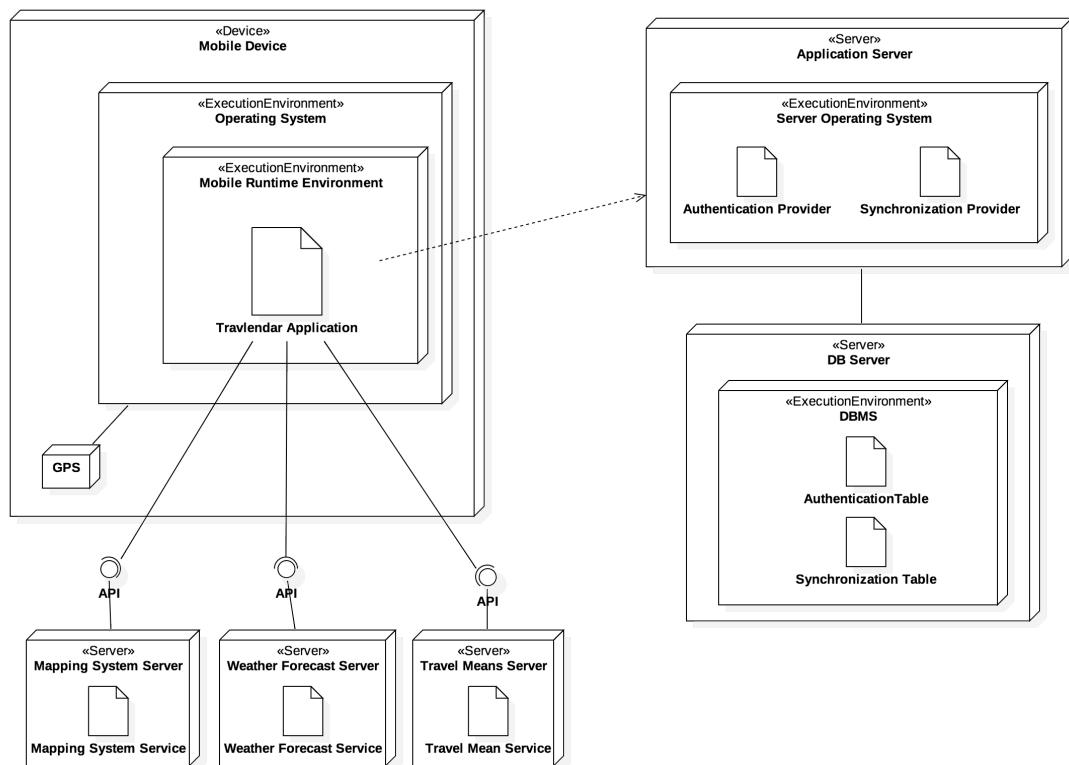 «Device»
Mobile Device
«ExecutionEnvironment»
Operating System
«ExecutionEnvironment»
Mobile Runtime Environment
Travlendar Application
GPS
API
API
API
«Server»
Mapping System Server
Mapping System Service
«Server»
Weather Forecast Server
Weather Forecast Service
«Server»
Travel Means Server
Travel Mean Service
«Server»
Application Server
«ExecutionEnvironment»
Server Operating System
Authentication Provider
Synchronization Provider
«Server»
DB Server
«ExecutionEnvironment»
DBMS
AuthenticationTable
Synchronization Table